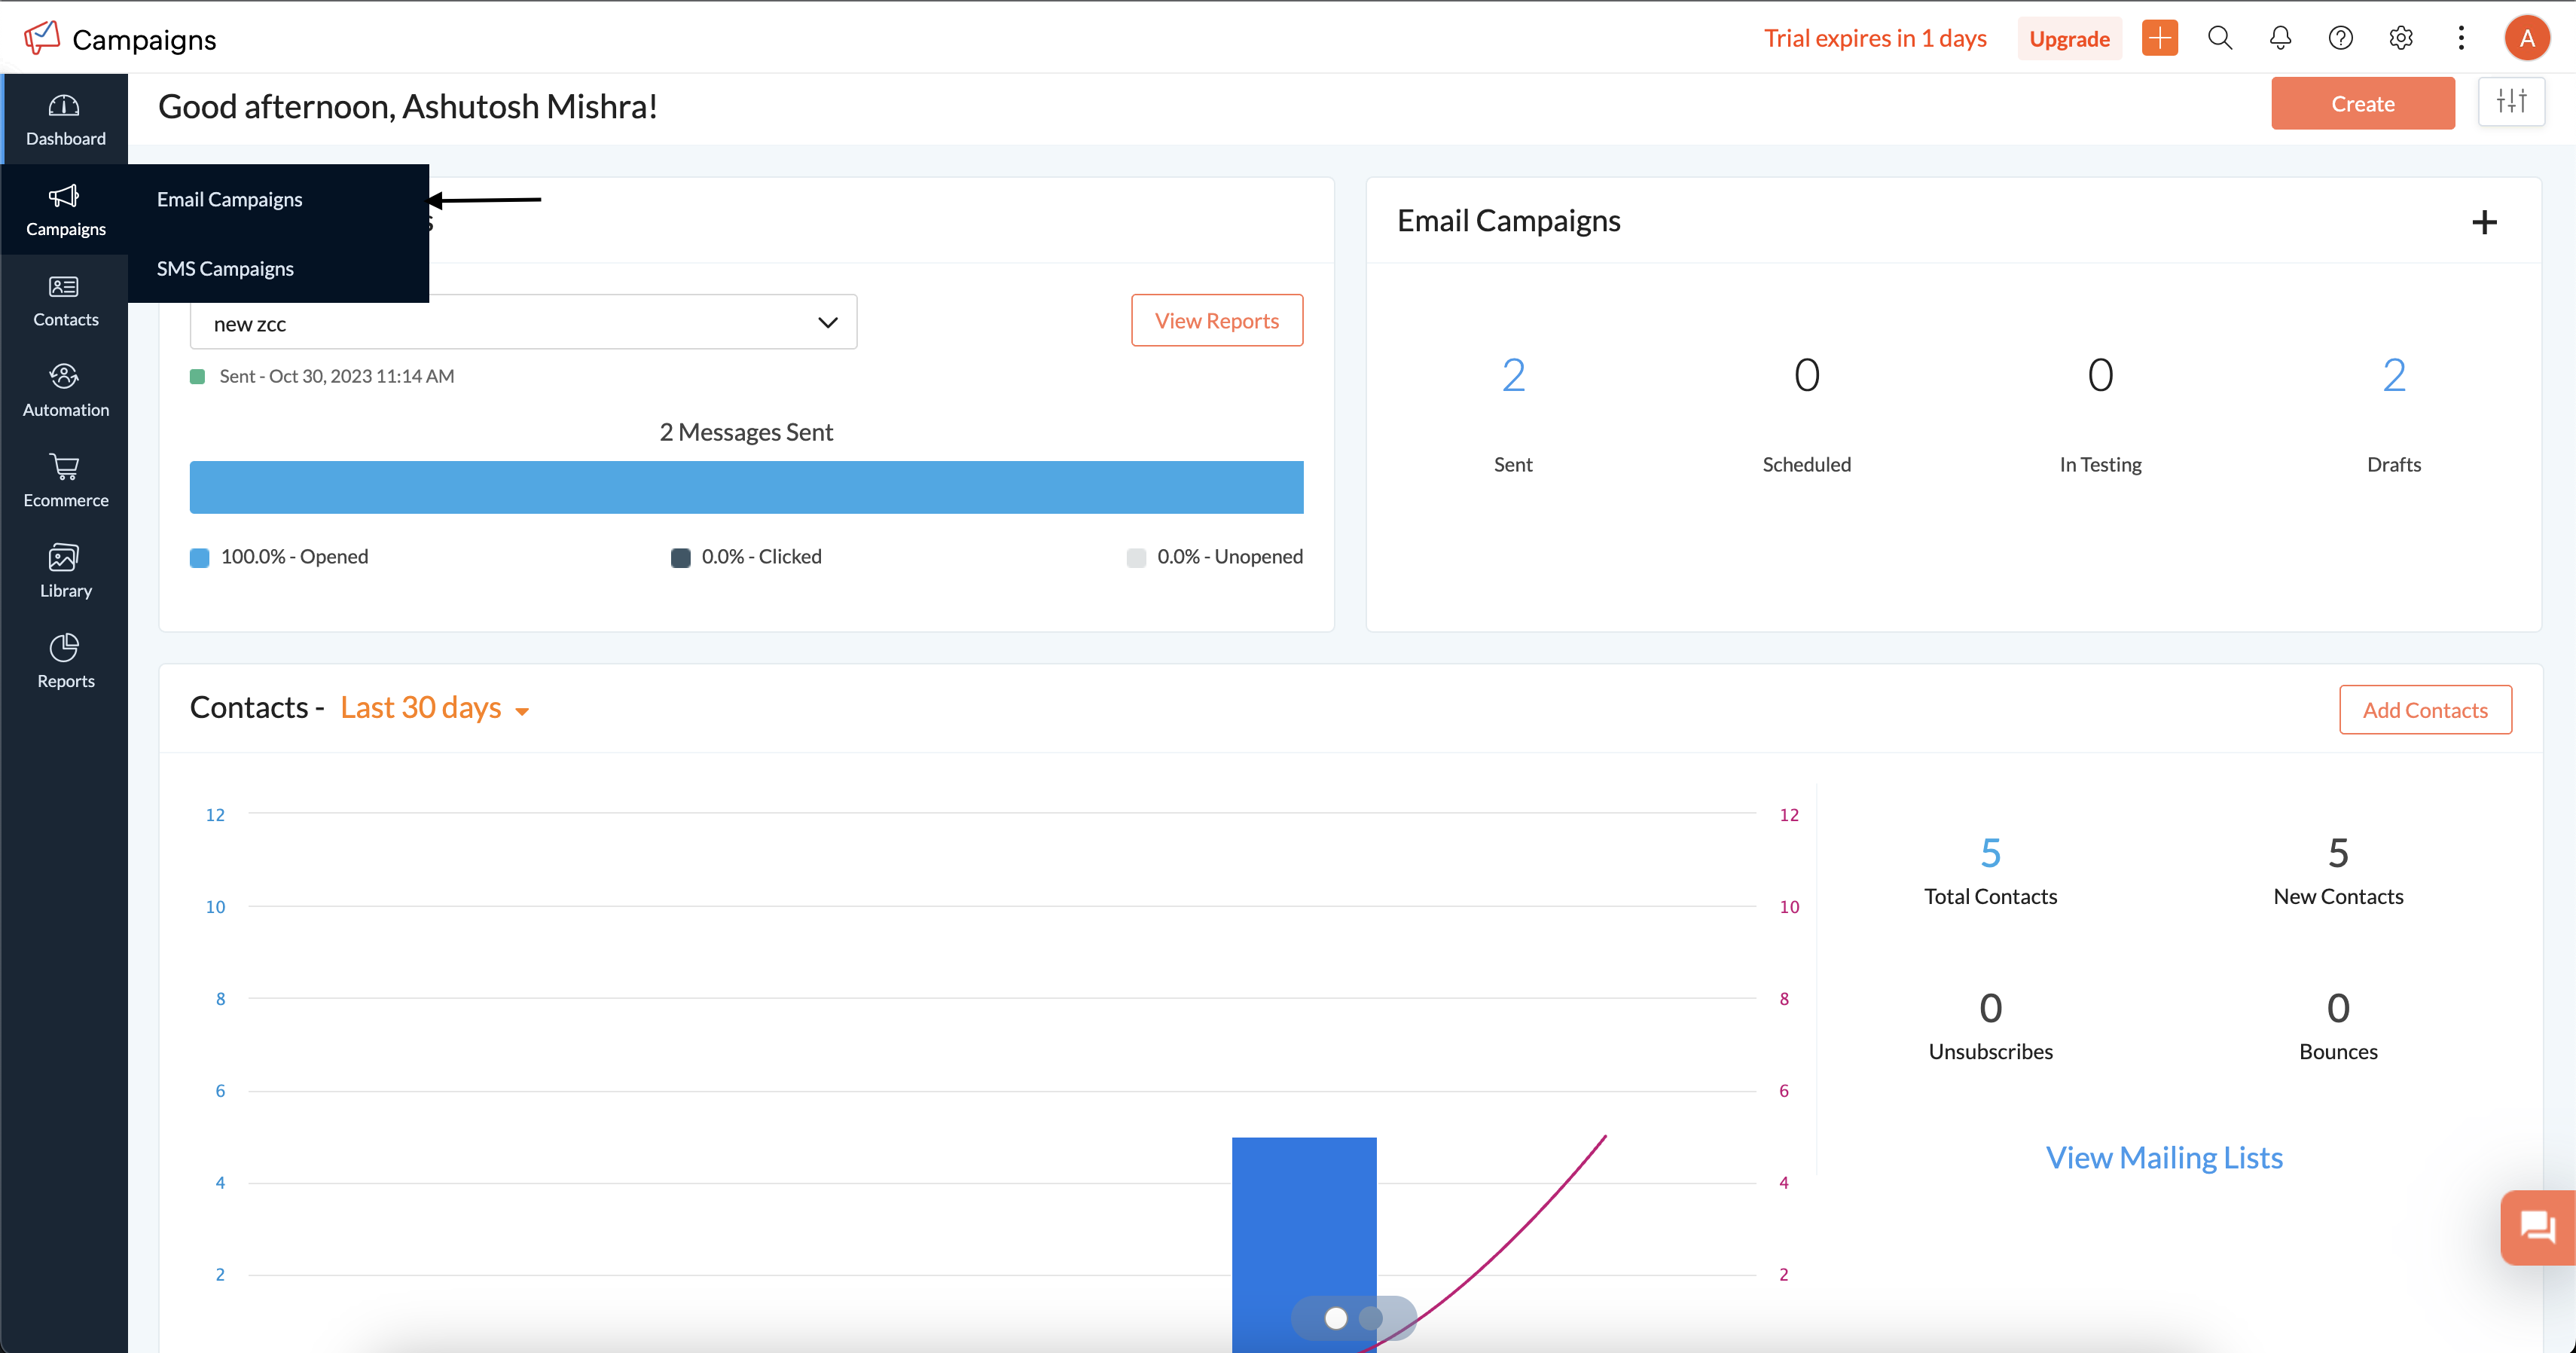 Campaigns
Trial expires in 1 days
Upgrade
A
Good afternoon, Ashutosh Mishra!
Create
Dashboard
Campaigns
Contacts
Automation
Ecommerce
Library
Reports
Email Campaigns
SMS Campaigns
s
new zcc
View Reports
Sent - Oct 30, 2023 11:14 AM
2 Messages Sent
100.0% - Opened
0.0% - Clicked
0.0% - Unopened
Email Campaigns
2
Sent
0
Scheduled
0
In Testing
2
Drafts
Contacts - Last 30 days
Add Contacts
12
10
8
6
4
2
12
10
8
6
4
2
5
Total Contacts
5
New Contacts
0
Unsubscribes
0
Bounces
View Mailing Lists